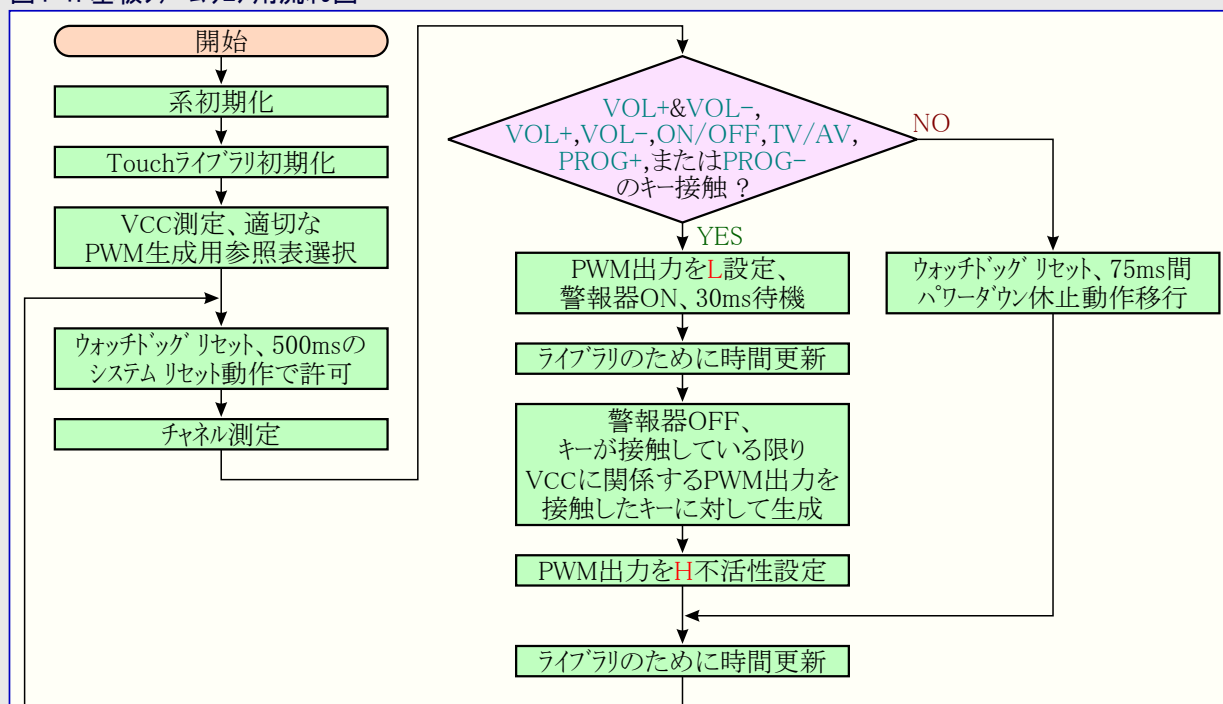 開始
系初期化
Touchライブラリ初期化
VCC測定、適切な
PWM生成用参照表選択
ウォッチドッグ リセット、500msの
システム リセット動作で許可
チャネル測定
VOL+&VOL-,
VOL+,VOL-,ON/OFF,TV/AV,
PROG+,またはPROG-
のキー接触 ?
NO
YES
PWM出力をL設定、
警報器ON、30ms待機
ウォッチドッグ リセット、75ms間
パワーダウン休止動作移行
ライブラリのために時間更新
警報器OFF、
キーが接触している限り
VCCに関係するPWM出力を
接触したキーに対して生成
PWM出力をH不活性設定
ライブラリのために時間更新